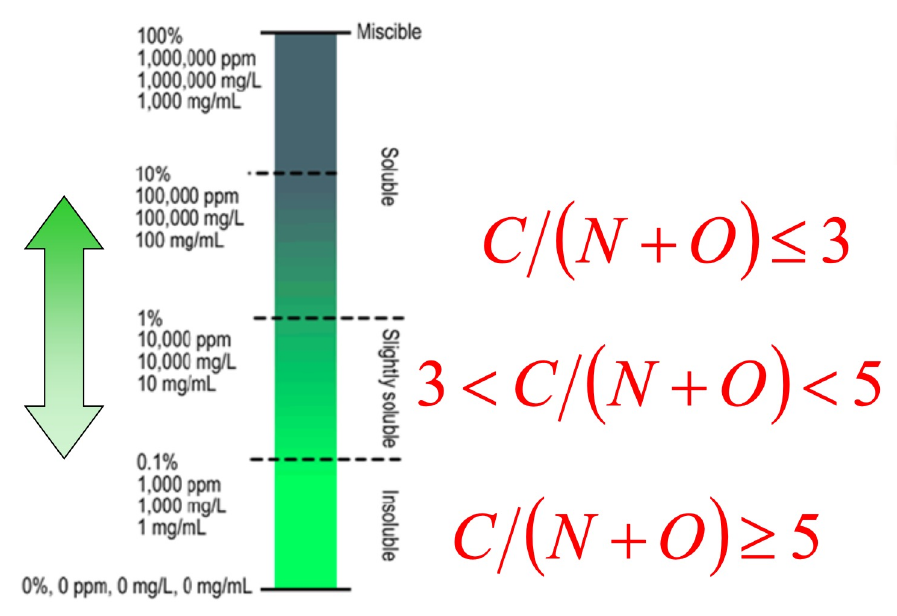 100%
1,000,000 ppm
1,000,000 mg/L
1,000 mg/mL
Miscible
Soluble
10%
100,000 ppm
100,000 mg/L
100 mg/mL
C/(N + O) ≤ 3
1%
10,000 ppm
10,000 mg/L
10 mg/mL
Slightly soluble
3 < C/(N + O) < 5
0.1%
1,000 ppm
1,000 mg/L
1 mg/mL
Insoluble
C/(N + O) ≥ 5
0%, 0 ppm, 0 mg/L, 0 mg/mL